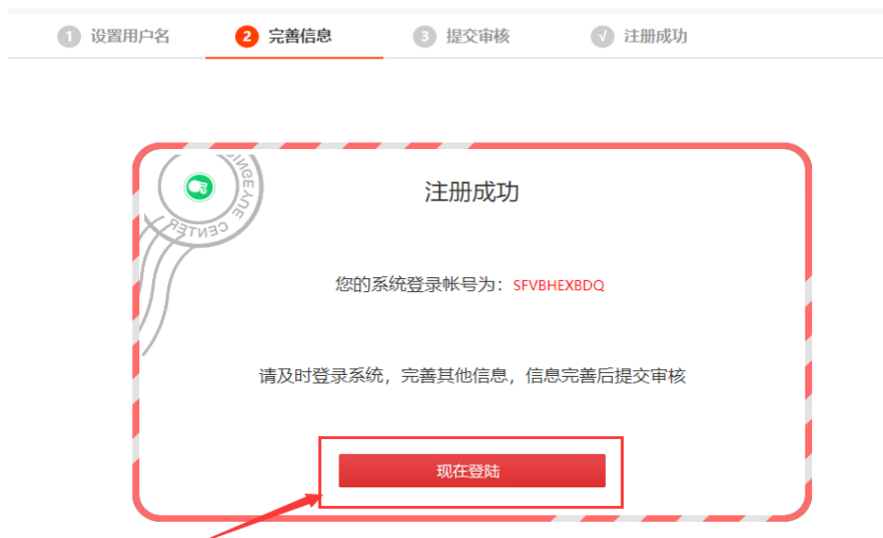 1 设置用户名 2 完善信息 3 提交审核 √ 注册成功
注册成功
您的系统登录帐号为：SFVBHEXBDQ
请及时登录系统，完善其他信息，信息完善后提交审核
现在登陆
CENTER